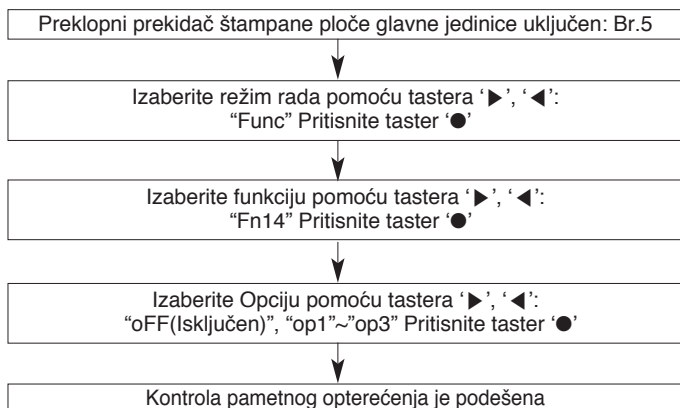 Preklopni prekidač štampane ploče glavne jedinice uključen: Br.5
Izaberite režim rada pomoću tastera ‘▶’, ‘◀’:
“Func” Pritisnite taster ‘●’
Izaberite funkciju pomoću tastera ‘▶’, ‘◀’:
“Fn14” Pritisnite taster ‘●’
Izaberite Opciju pomoću tastera ‘▶’, ‘◀’:
“oFF(Isključen)”, “op1”~”op3” Pritisnite taster ‘●’
Kontrola pametnog opterećenja je podešena